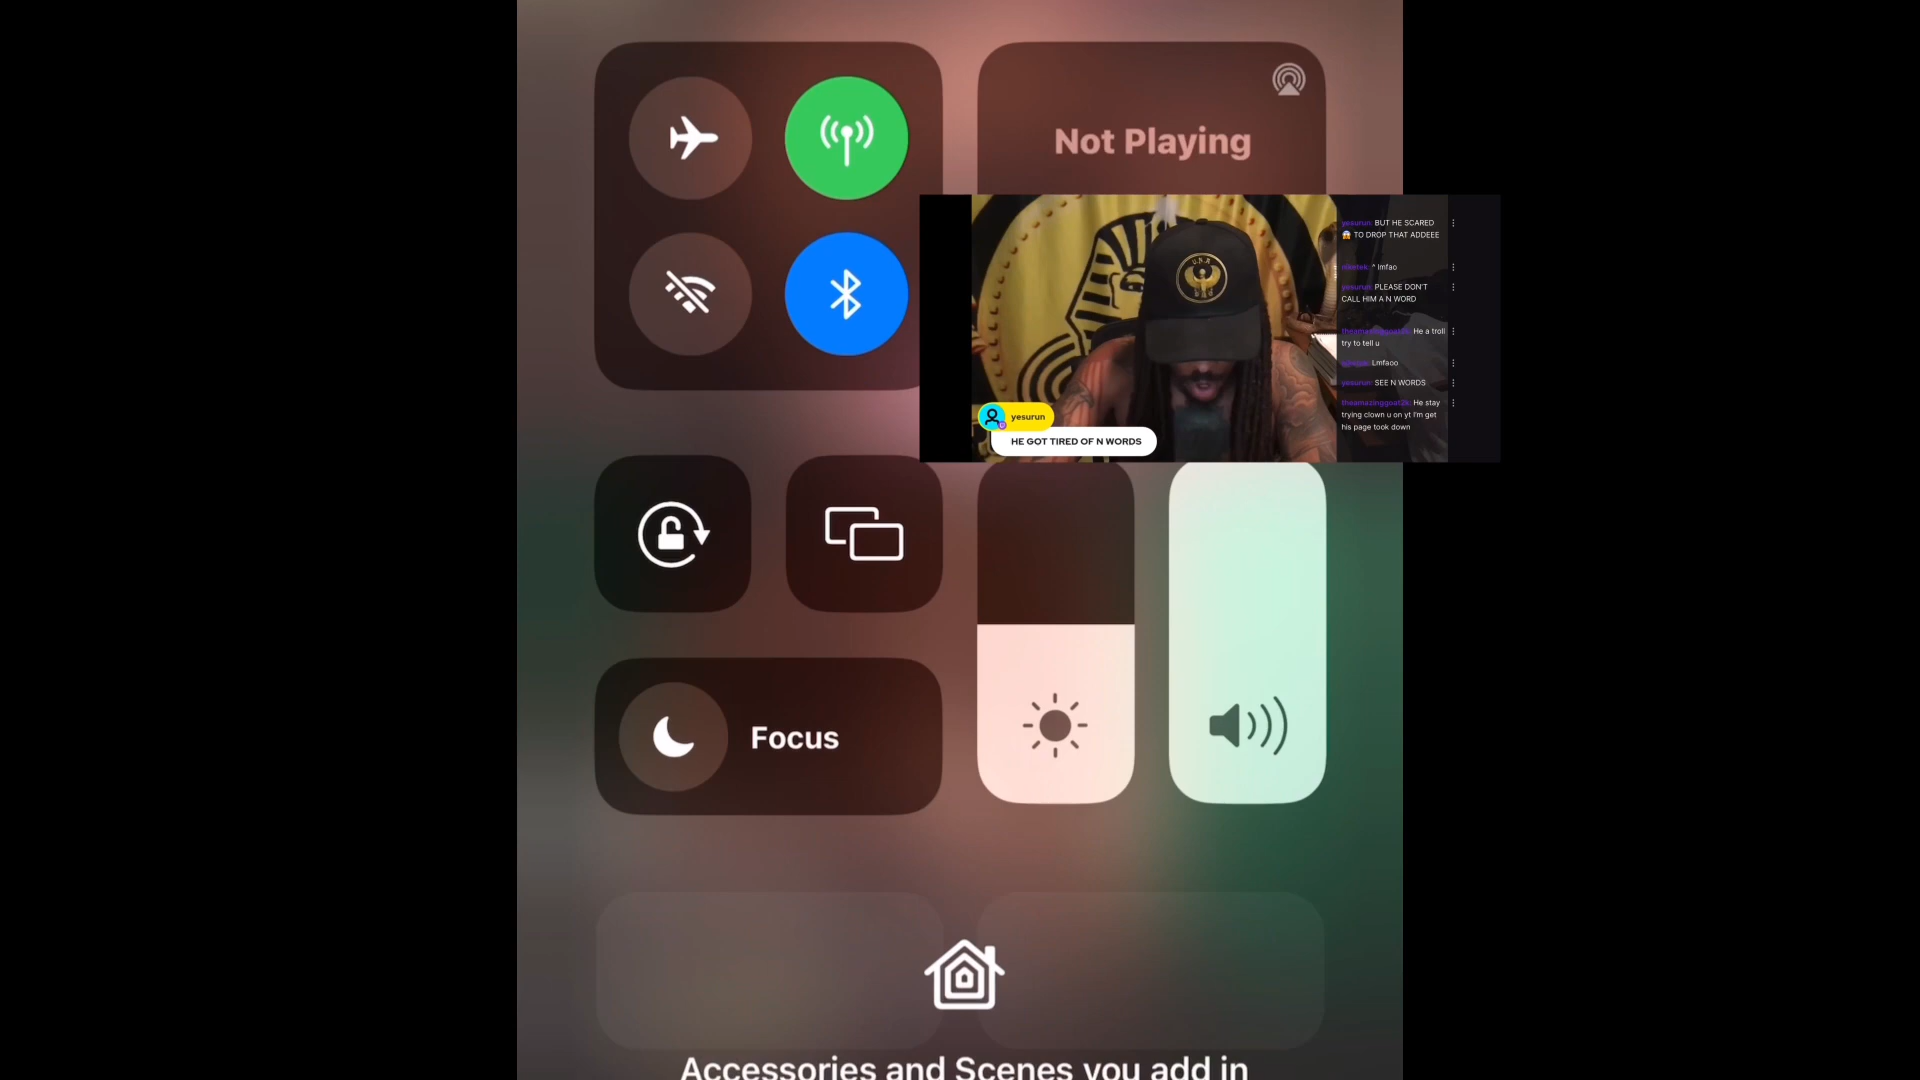 Not Playing
yesurun: BUT HE SCARED
😱 TO DROP THAT ADDEEE
^ lmfao
yesurun: PLEASE DON'T
CALL HIM A N WORD
theamazinggoat2k: He a troll
try to tell u
Lmfaoo
yesurun: SEE N WORDS
theamazinggoat2k: He stay
trying clown u on yt I'm get
his page took down
yesurun
HE GOT TIRED OF N WORDS
Focus
Accessories and Scenes you add in